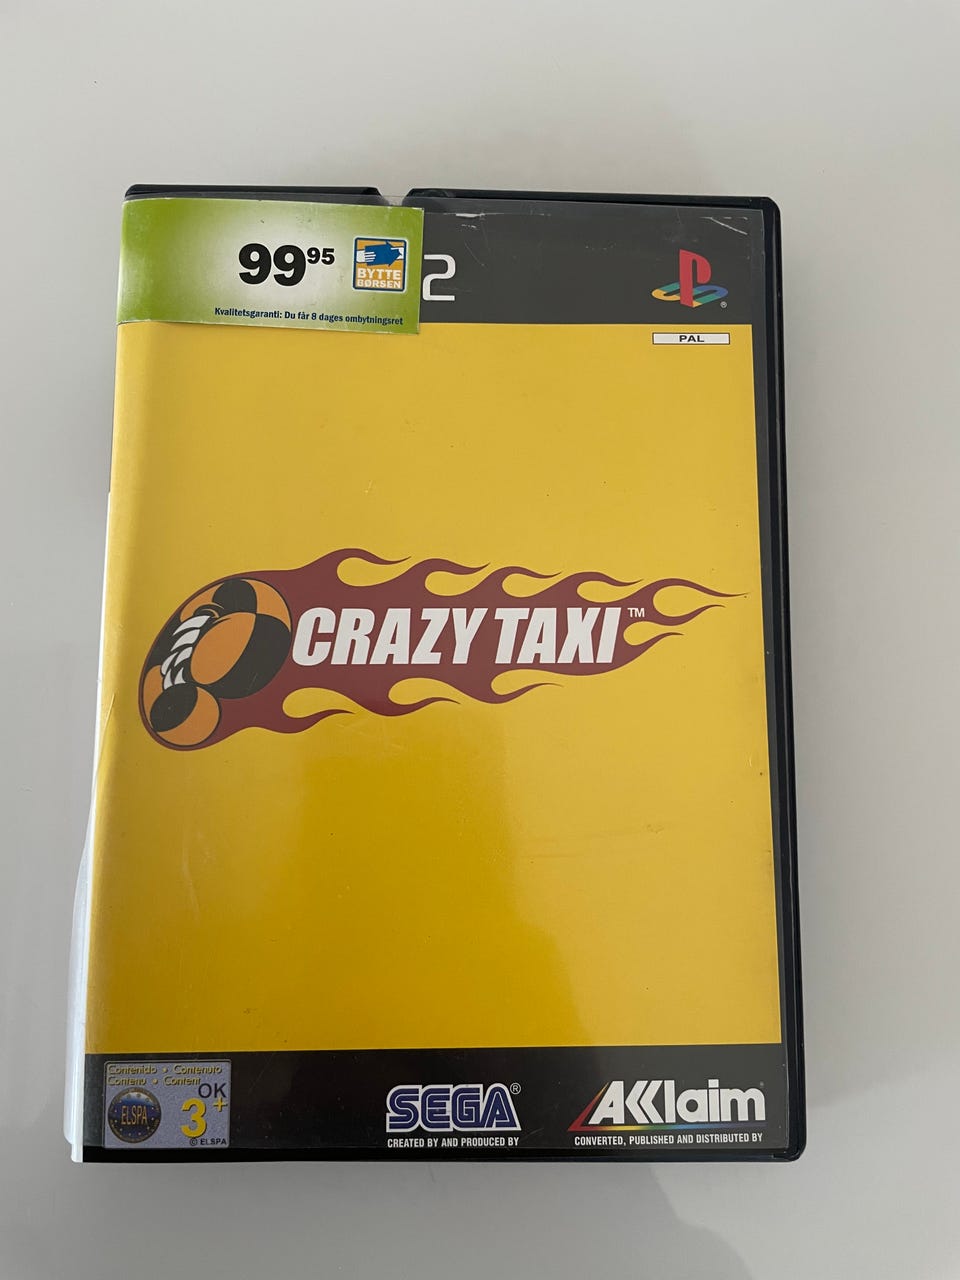 99 95
BYTTE
BØRSEN
Kvalitetsgaranti: Du får 8 dages ombytningsret
2
®
PAL
CRAZY TAXI™
Contenido • Contenuto
Contenu • Content
OK
ELSPA
3+
© ELSPA
SEGA®
CREATED BY AND PRODUCED BY
AKKlaim
CONVERTED, PUBLISHED AND DISTRIBUTED BY